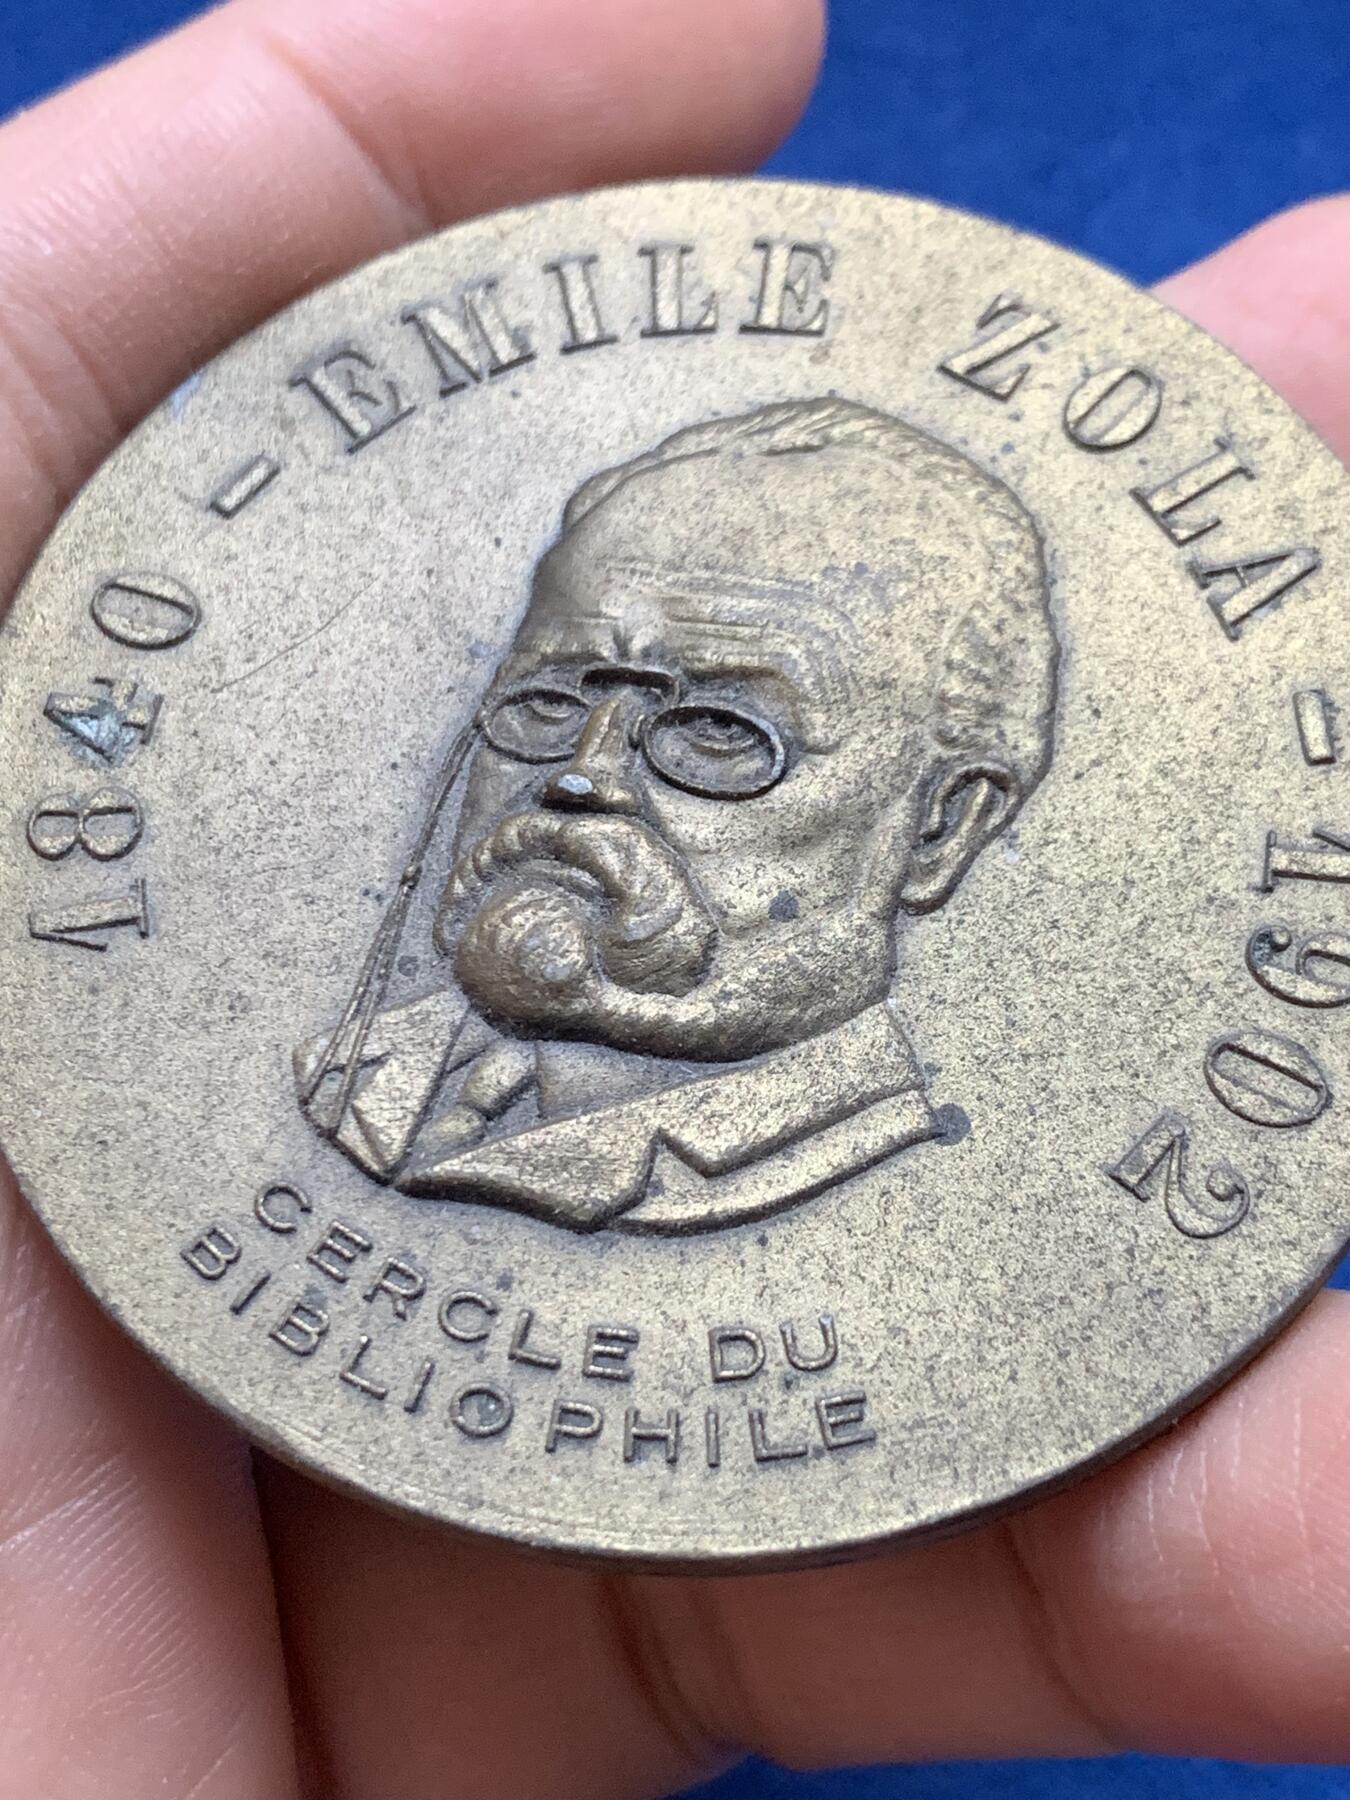 1840 - EMILE ZOLA - 1902
CERCLE DU
BIBLIOPHILE